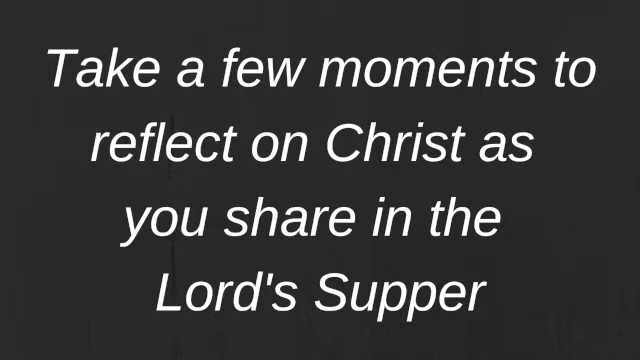 Take a few moments to
reflect on Christ as
you share in the
Lord's Supper